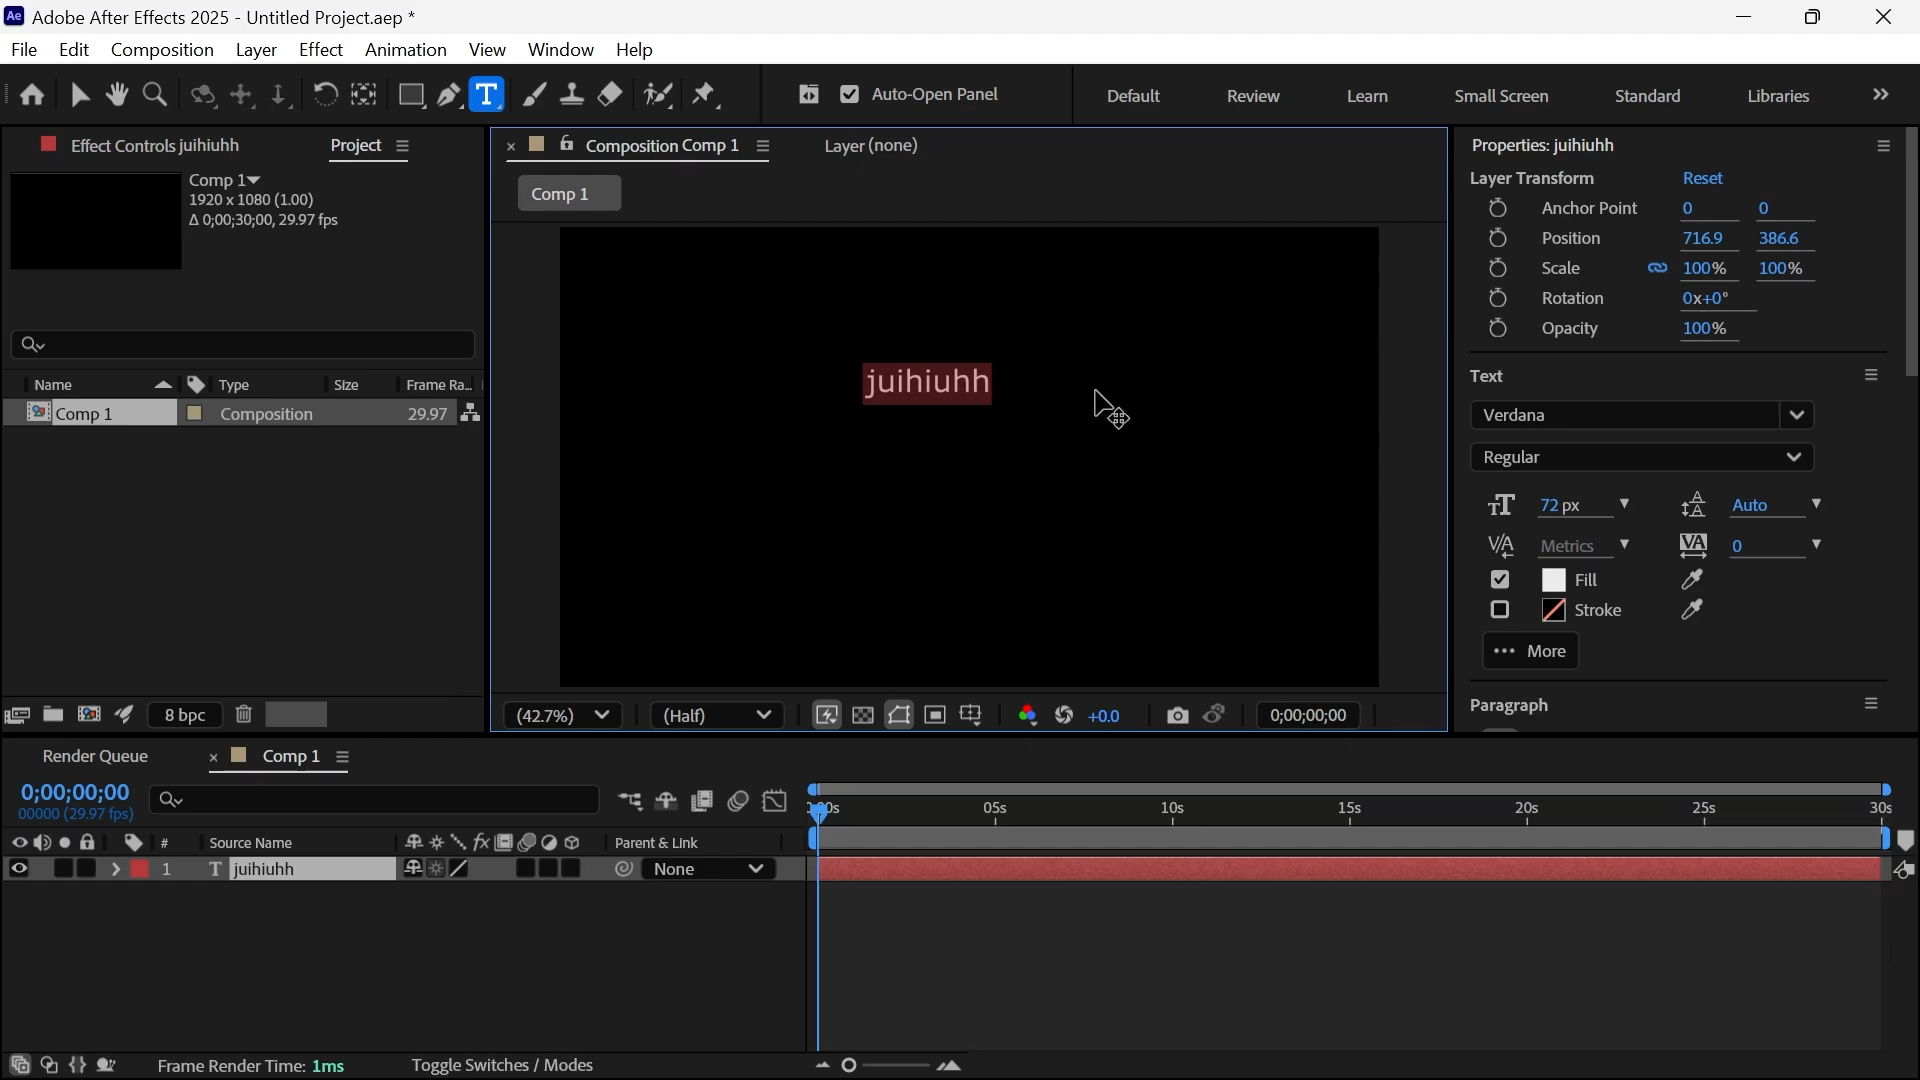 Adobe After Effects 2025 - Untitled Project.aep *
File Edit Composition Layer Effect Animation View Window Help
Auto-Open Panel Default Review Learn Small Screen Standard Libraries
Effect Controls juihiuhh Project
Comp 1
1920 x 1080 (1.00)
Δ 0;00;30;00, 29.97 fps
Name Type Size Frame Ra...
Comp 1 Composition 29.97
8 bpc
Composition Comp 1 Layer (none)
Comp 1
juihiuhh
(42.7%) (Half) +0.0 0;00;00;00
Properties: juihiuhh
Layer Transform Reset
Anchor Point 0 0
Position 716.9 386.6
Scale 100% 100%
Rotation 0x+0°
Opacity 100%
Text
Verdana
Regular
72 px Auto
Metrics 0
Fill
Stroke
More
Paragraph
Render Queue Comp 1
0;00;00;00
00000 (29.97 fps)
05s 10s 15s 20s 25s 30s
# Source Name Parent & Link
1 juihiuhh None
Frame Render Time: 1ms Toggle Switches / Modes